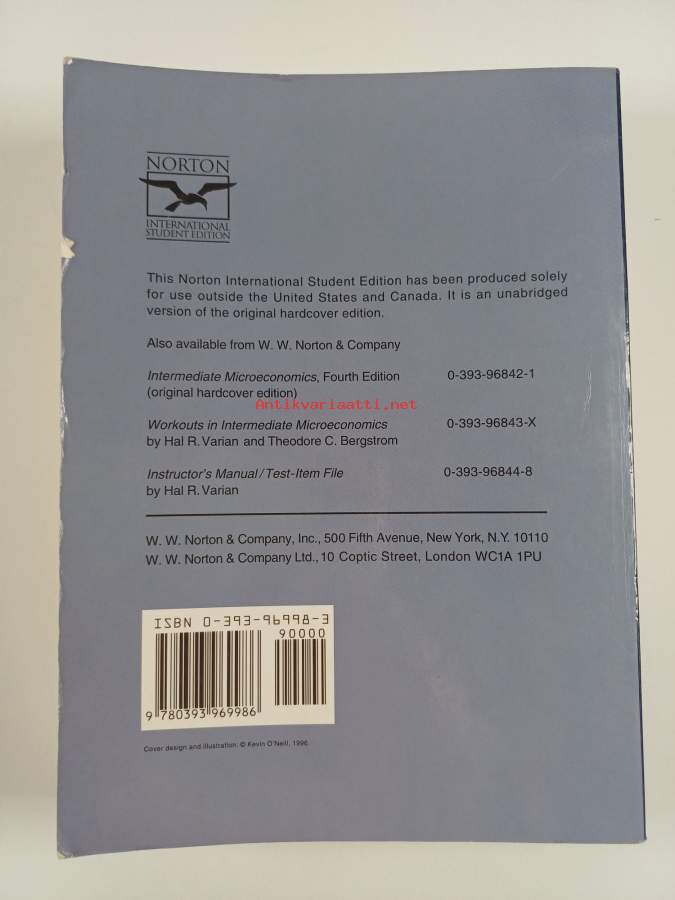 NORTON
INTERNATIONAL
STUDENT EDITION
This Norton International Student Edition has been produced solely
for use outside the United States and Canada. It is an unabridged
version of the original hardcover edition.
Also available from W. W. Norton & Company
Intermediate Microeconomics, Fourth Edition 0-393-96842-1
(original hardcover edition)
Antikvariaatti.net
Workouts in Intermediate Microeconomics 0-393-96843-X
by Hal R. Varian and Theodore C. Bergstrom
Instructor's Manual/Test-Item File 0-393-96844-8
by Hal R. Varian
W. W. Norton & Company, Inc., 500 Fifth Avenue, New York, N.Y. 10110
W. W. Norton & Company Ltd., 10 Coptic Street, London WC1A 1PU
ISBN 0-393-96998-3
90000
9 780393 969986
Cover design and illustration: © Kevin O'Neill, 1996